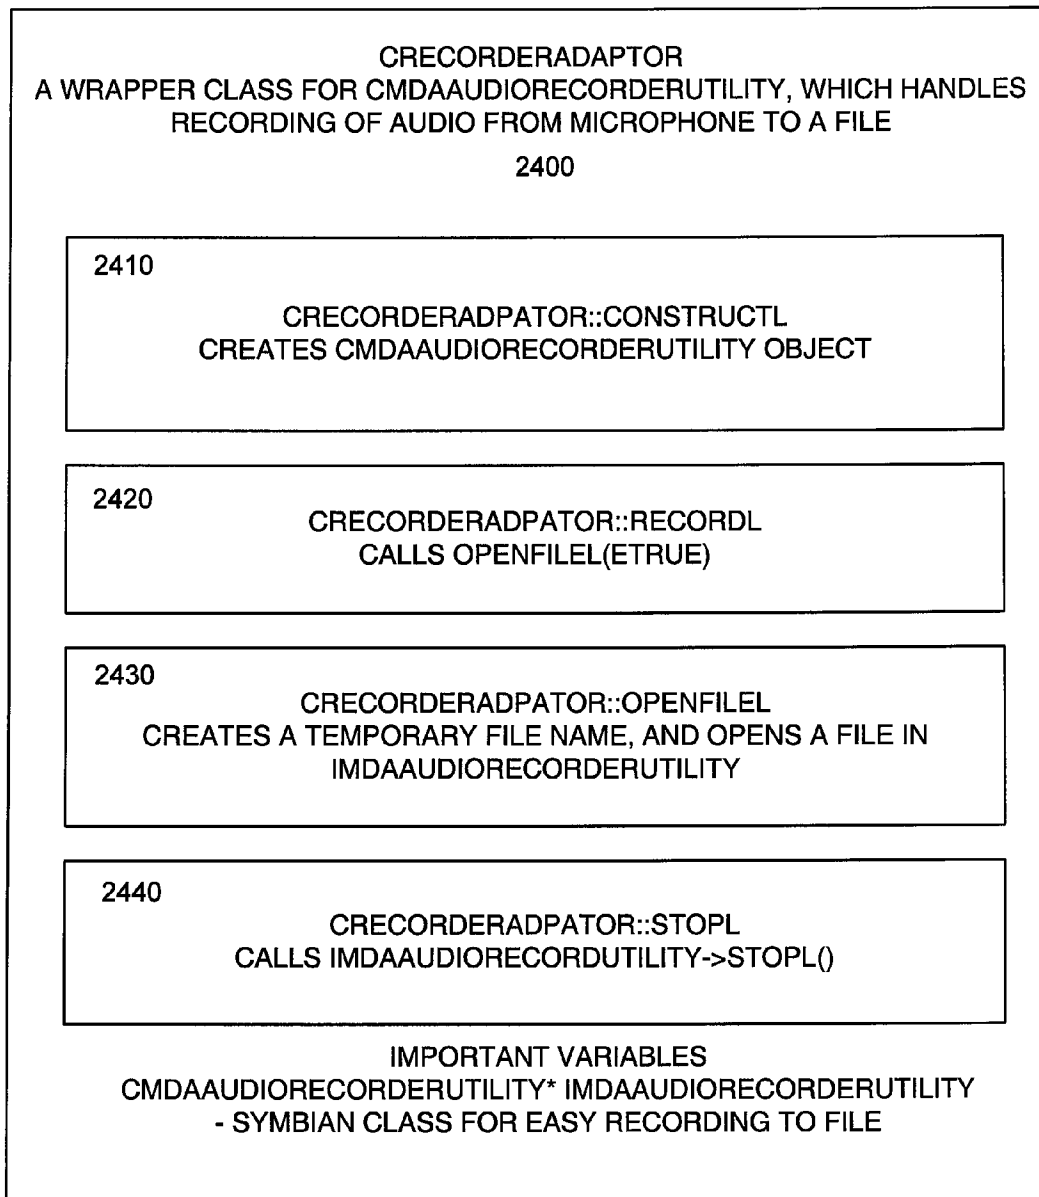 CRECORDERADAPTOR
A WRAPPER CLASS FOR CMDAAUDIORECORDERUTILITY, WHICH HANDLES
RECORDING OF AUDIO FROM MICROPHONE TO A FILE
2400
2410
CRECORDERADPATOR::CONSTRUCTL
CREATES CMDAAUDIORECORDERUTILITY OBJECT
2420
CRECORDERADPATOR::RECORDL
CALLS OPENFILEL(ETRUE)
2430
CRECORDERADPATOR::OPENFILEL
CREATES A TEMPORARY FILE NAME, AND OPENS A FILE IN
IMDAAUDIORECORDERUTILITY
2440
CRECORDERADPATOR::STOPL
CALLS IMDAAUDIORECORDUTILITY->STOPL()
IMPORTANT VARIABLES
CMDAAUDIORECORDERUTILITY* IMDAAUDIORECORDERUTILITY
- SYMBIAN CLASS FOR EASY RECORDING TO FILE